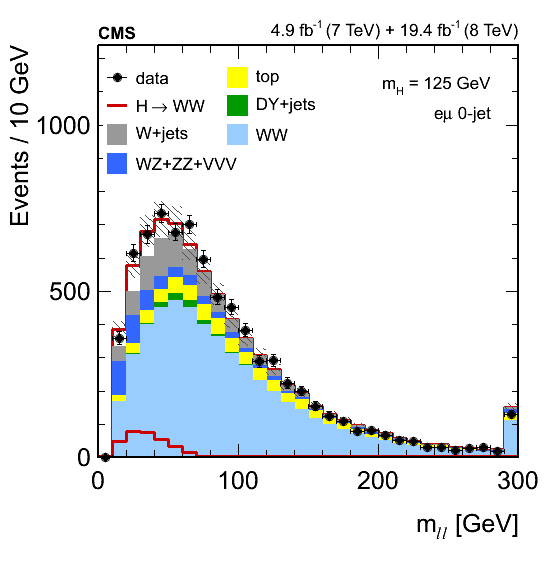 CMS 4.9 fb⁻¹ (7 TeV) + 19.4 fb⁻¹ (8 TeV)
Events / 10 GeV
data
top
m_H = 125 GeV
H → WW
DY+jets
eμ 0-jet
W+jets
WW
WZ+ZZ+VVV
1000
500
0
0 100 200 300
m_ℓℓ [GeV]